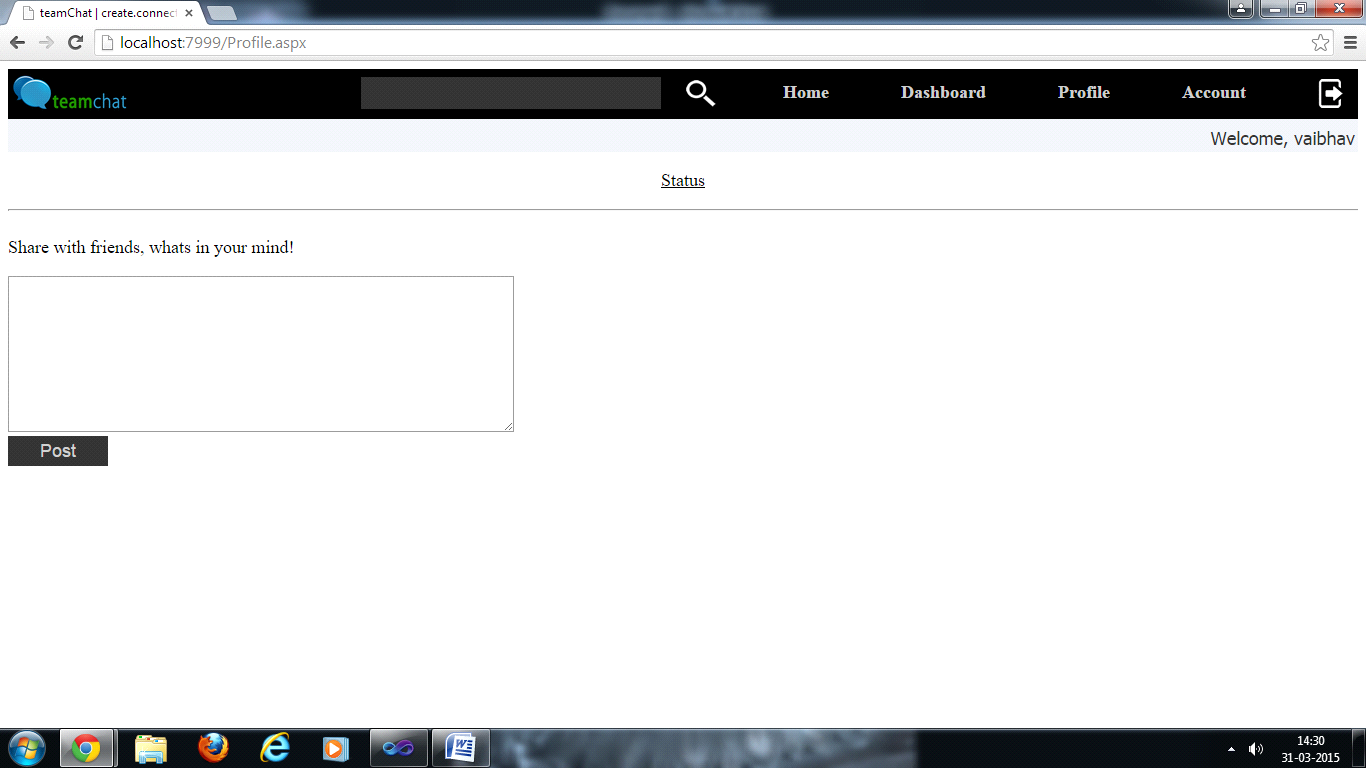 teamChat | create.connect
localhost:7999/Profile.aspx
teamchat
Home Dashboard Profile Account
Welcome, vaibhav
Status
Share with friends, whats in your mind!
Post
14:30
31-03-2015